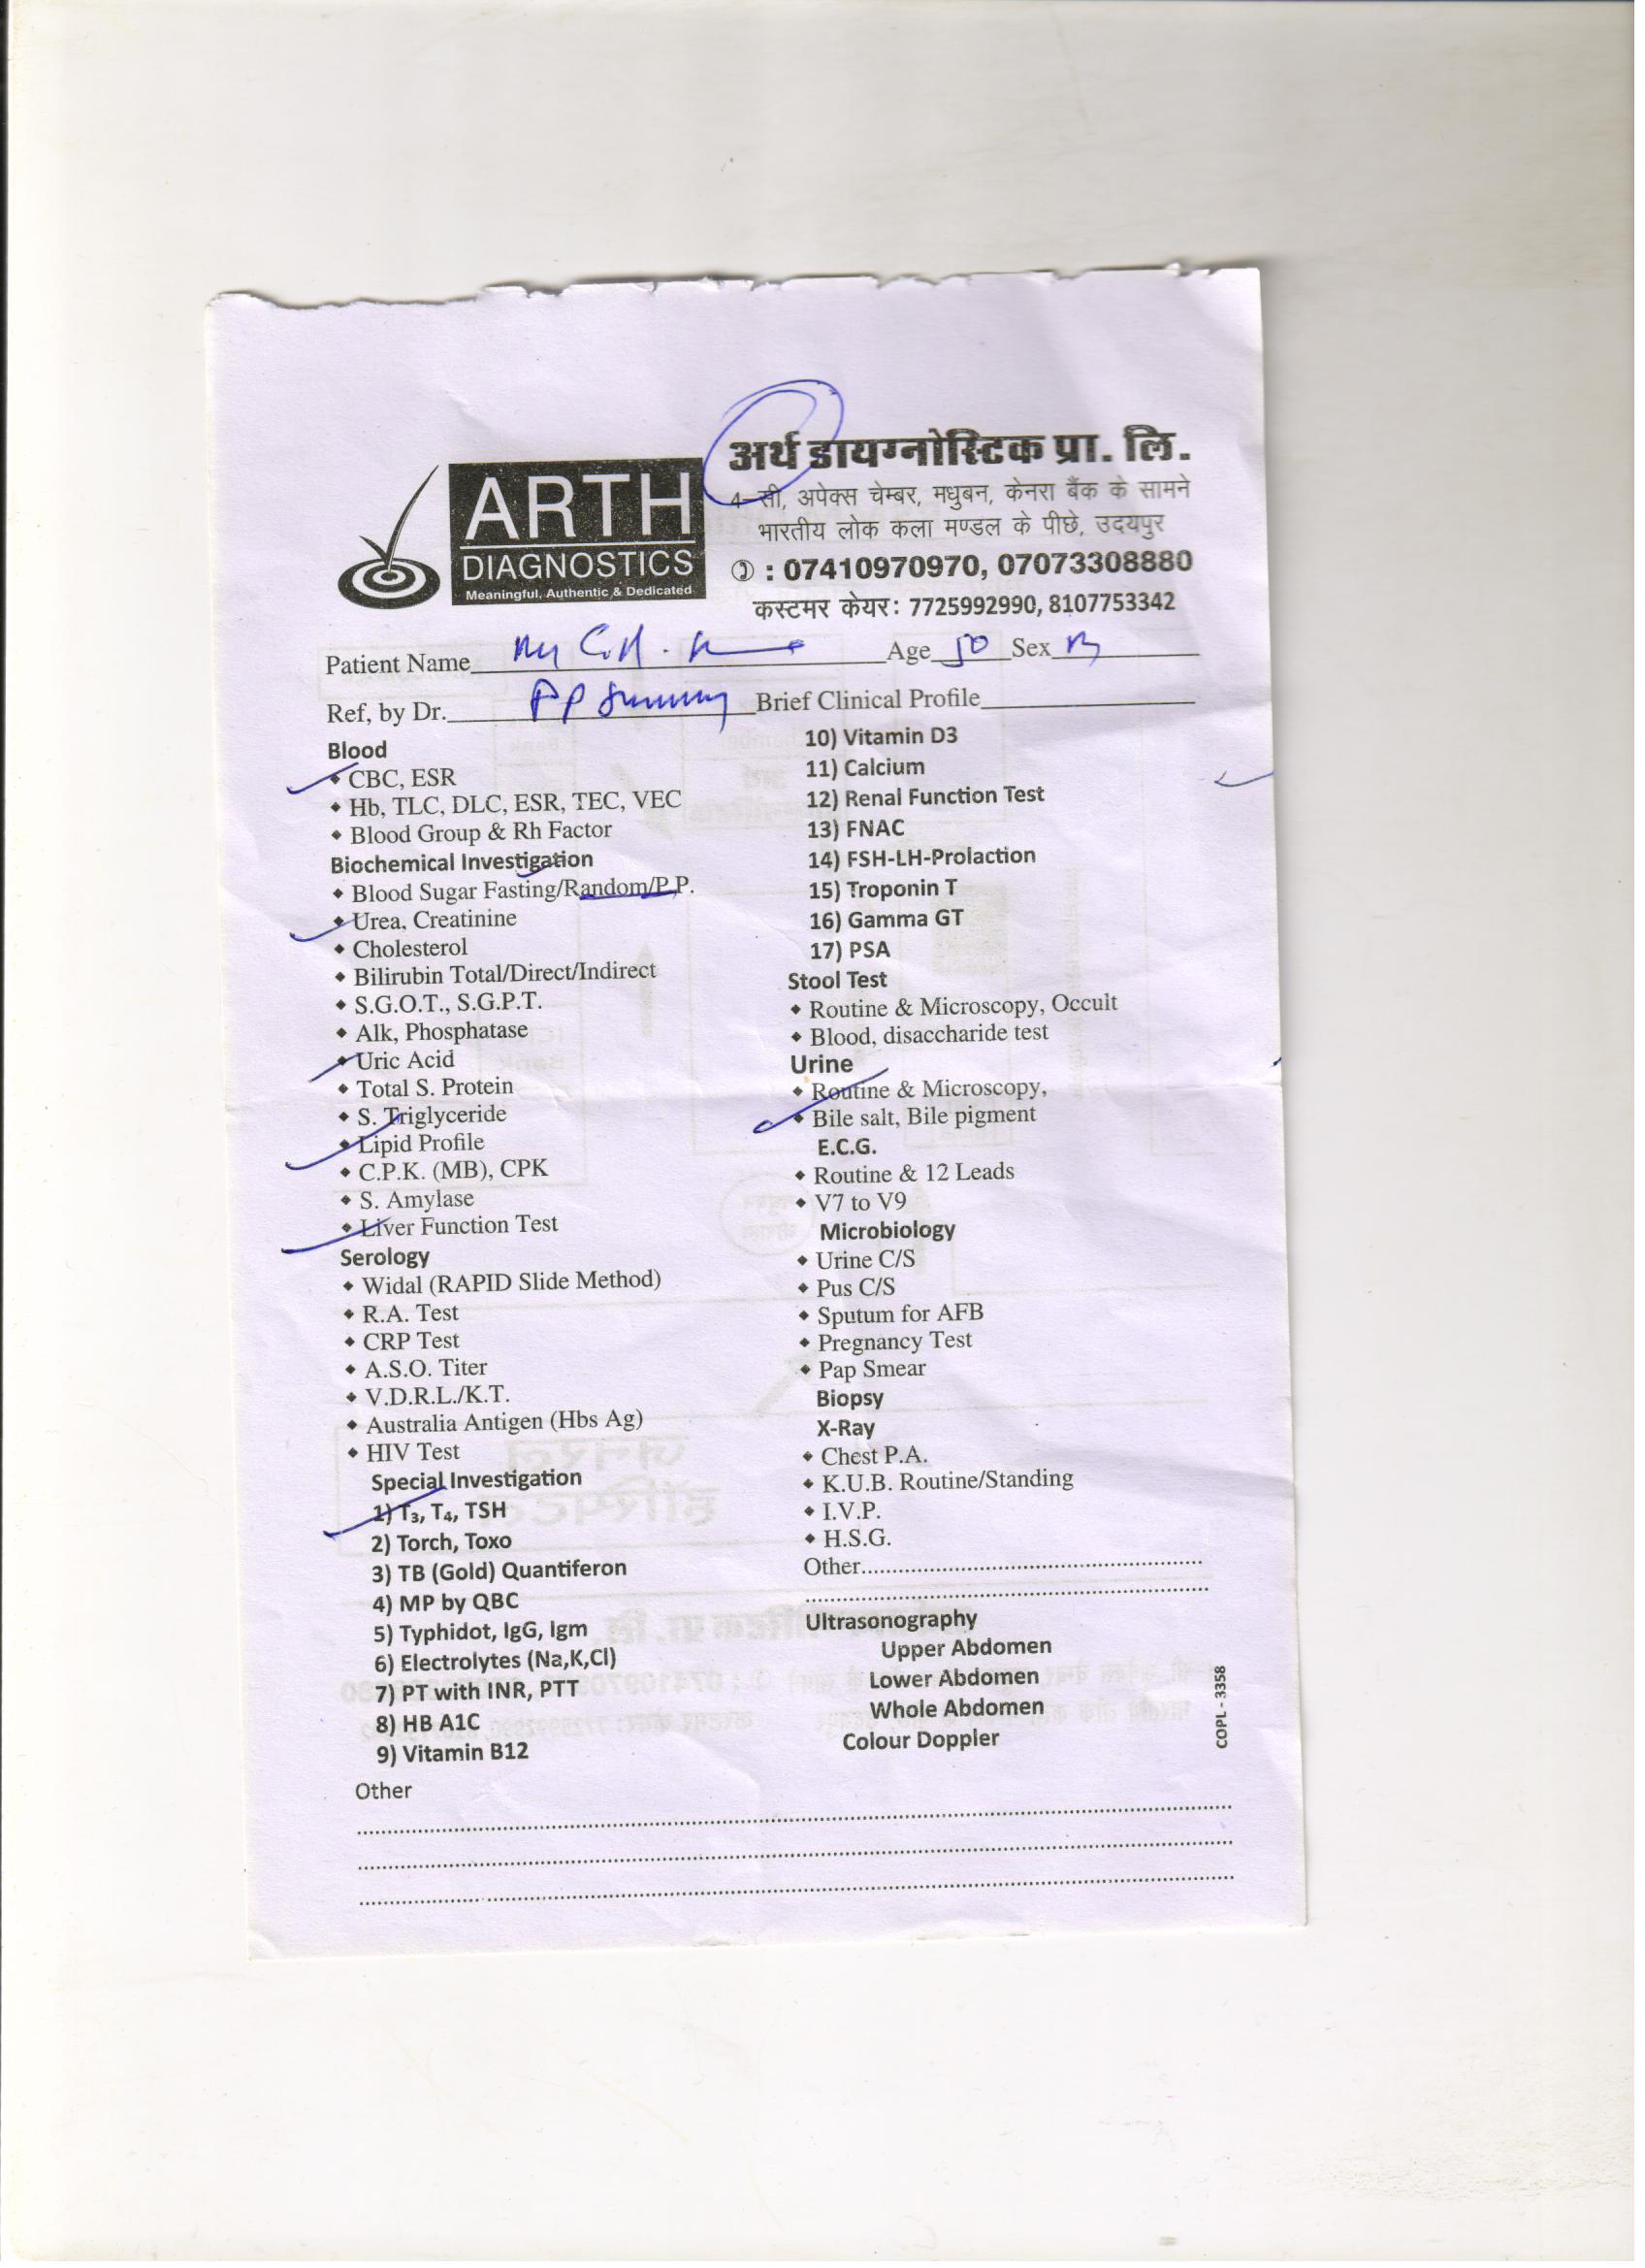 अर्थ डायग्नोस्टिक प्रा. लि.
ARTH
DIAGNOSTICS
Meaningful, Authentic & Dedicated
4-सी, अपेक्स चेम्बर, मधुबन, केनरा बैंक के सामने
भारतीय लोक कला मण्डल के पीछे, उदयपुर
: 07410970970, 07073308880
कस्टमर केयर: 7725992990, 8107753342
Patient Name Age 50 Sex M
Ref, by Dr. Brief Clinical Profile
Blood
CBC, ESR
Hb, TLC, DLC, ESR, TEC, VEC
Blood Group & Rh Factor
Biochemical Investigation
Blood Sugar Fasting/Random/P.P.
Urea, Creatinine
Cholesterol
Bilirubin Total/Direct/Indirect
S.G.O.T., S.G.P.T.
Alk, Phosphatase
Uric Acid
Total S. Protein
S. Triglyceride
Lipid Profile
C.P.K. (MB), CPK
S. Amylase
Liver Function Test
Serology
Widal (RAPID Slide Method)
R.A. Test
CRP Test
A.S.O. Titer
V.D.R.L./K.T.
Australia Antigen (Hbs Ag)
HIV Test
Special Investigation
1) T₃, T₄, TSH
2) Torch, Toxo
3) TB (Gold) Quantiferon
4) MP by QBC
5) Typhidot, IgG, Igm
6) Electrolytes (Na,K,Cl)
7) PT with INR, PTT
8) HB A1C
9) Vitamin B12
10) Vitamin D3
11) Calcium
12) Renal Function Test
13) FNAC
14) FSH-LH-Prolaction
15) Troponin T
16) Gamma GT
17) PSA
Stool Test
Routine & Microscopy, Occult
Blood, disaccharide test
Urine
Routine & Microscopy,
Bile salt, Bile pigment
E.C.G.
Routine & 12 Leads
V7 to V9
Microbiology
Urine C/S
Pus C/S
Sputum for AFB
Pregnancy Test
Pap Smear
Biopsy
X-Ray
Chest P.A.
K.U.B. Routine/Standing
I.V.P.
H.S.G.
Other
Ultrasonography
Upper Abdomen
Lower Abdomen
Whole Abdomen
Colour Doppler
COPL - 3358
Other